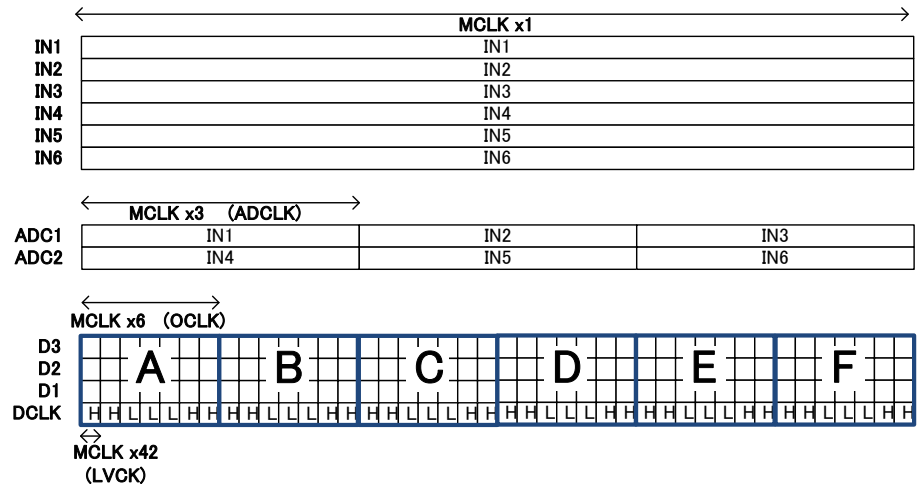 MCLK x1
IN1 IN1
IN2 IN2
IN3 IN3
IN4 IN4
IN5 IN5
IN6 IN6
MCLK x3 (ADCLK)
ADC1 IN1 IN2 IN3
ADC2 IN4 IN5 IN6
MCLK x6 (OCLK)
D3
D2 A B C D E F
D1
DCLK H H L L L H H H H L L L H H H H L L L H H H H L L L H H H H L L L H H H H L L L H H
MCLK x42
(LVCK)